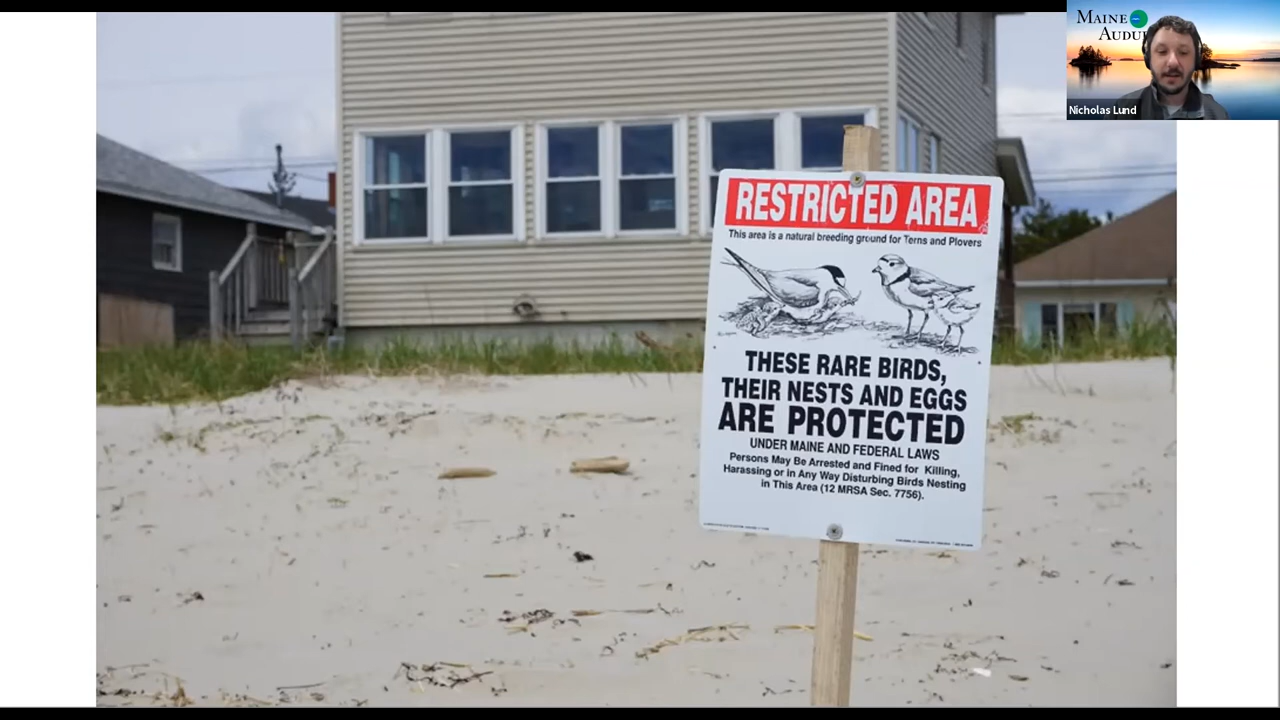 MAINE
AUDU
Nicholas Lund
RESTRICTED AREA
This area is a natural breeding ground for Terns and Plovers
THESE RARE BIRDS,
THEIR NESTS AND EGGS
ARE PROTECTED
UNDER MAINE AND FEDERAL LAWS
Persons May Be Arrested and Fined for Killing,
Harassing or in Any Way Disturbing Birds Nesting
in This Area (12 MRSA Sec. 7756).